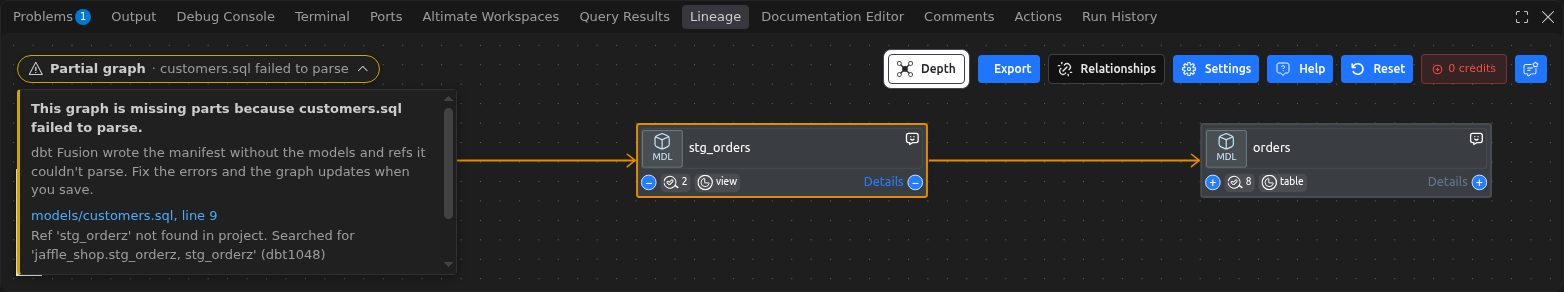 Problems 1 Output Debug Console Terminal Ports Altimate Workspaces Query Results Lineage Documentation Editor Comments Actions Run History
Partial graph · customers.sql failed to parse
Depth Export Relationships Settings Help Reset 0 credits
This graph is missing parts because customers.sql
failed to parse.
dbt Fusion wrote the manifest without the models and refs it
couldn't parse. Fix the errors and the graph updates when
you save.
models/customers.sql, line 9
Ref 'stg_orderz' not found in project. Searched for
'jaffle_shop.stg_orderz, stg_orderz' (dbt1048)
MDL stg_orders
2 view Details
MDL orders
8 table Details